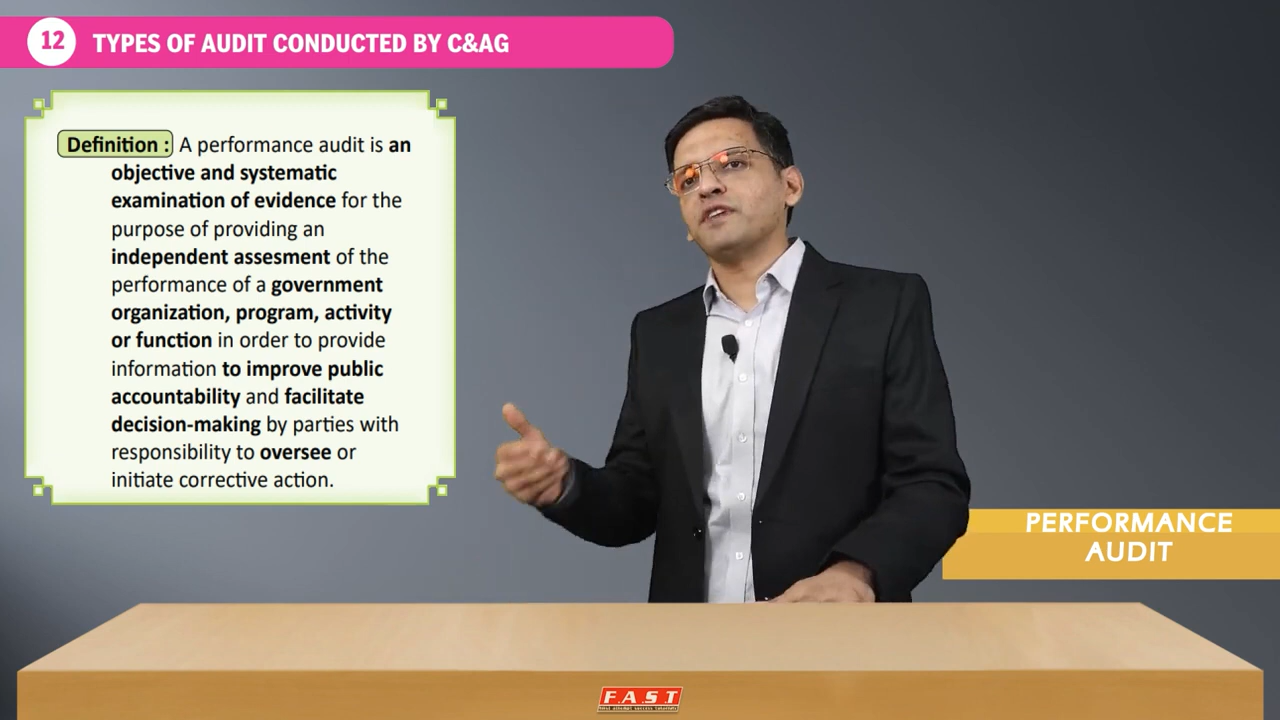 12 TYPES OF AUDIT CONDUCTED BY C&AG
Definition : A performance audit is an
objective and systematic
examination of evidence for the
purpose of providing an
independent assesment of the
performance of a government
organization, program, activity
or function in order to provide
information to improve public
accountability and facilitate
decision-making by parties with
responsibility to oversee or
initiate corrective action.
PERFORMANCE
AUDIT
F.A.S.T